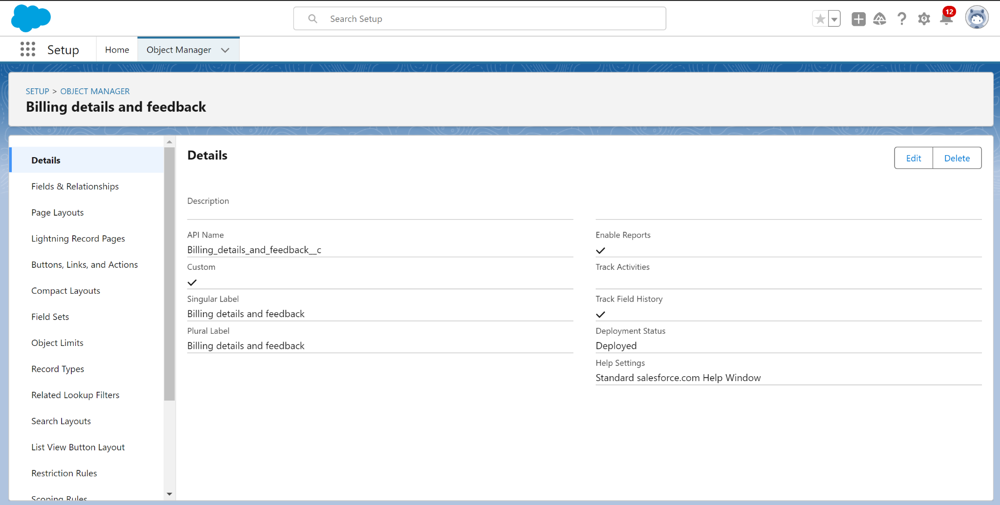 Search Setup
12
Setup
Home
Object Manager
SETUP > OBJECT MANAGER
Billing details and feedback
Details
Fields & Relationships
Page Layouts
Lightning Record Pages
Buttons, Links, and Actions
Compact Layouts
Field Sets
Object Limits
Record Types
Related Lookup Filters
Search Layouts
List View Button Layout
Restriction Rules
Scoping Rules
Details
Edit
Delete
Description
API Name
Billing_details_and_feedback__c
Custom
Singular Label
Billing details and feedback
Plural Label
Billing details and feedback
Enable Reports
Track Activities
Track Field History
Deployment Status
Deployed
Help Settings
Standard salesforce.com Help Window